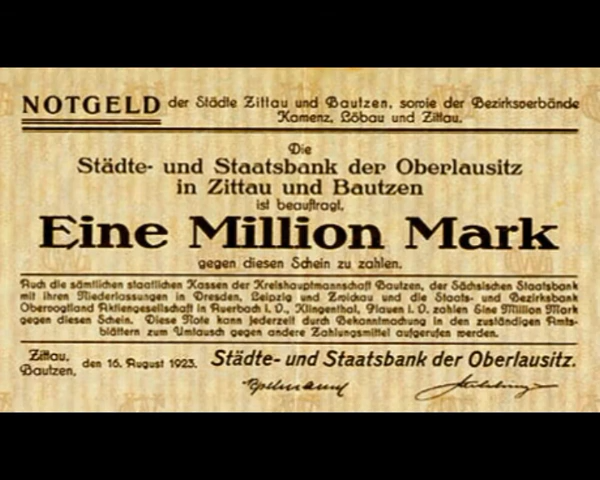 NOTGELD der Städte Zittau und Bautzen, sowie der Bezirksverbände
Kamenz, Löbau und Zittau.
Die
Städte- und Staatsbank der Oberlausitz
in Zittau und Bautzen
ist beauftragt,
Eine Million Mark
gegen diesen Schein zu zahlen.
Auch die sämtlichen staatlichen Kassen der Kreishauptmannschaft Bautzen, der Sächsischen Staatsbank
mit ihren Niederlassungen in Dresden, Leipzig und Zwickau und die Staats- und Bezirksbank
Obervogtland Aktiengesellschaft in Auerbach i. V., Klingenthal, Plauen i. V. zahlen Eine Million Mark
gegen diesen Schein. Diese Note kann jederzeit durch Bekanntmachung in den zuständigen Amts-
blättern zum Umtausch gegen andere Zahlungsmittel aufgerufen werden.
Zittau,
Bautzen, den 16. August 1923. Städte- und Staatsbank der Oberlausitz.